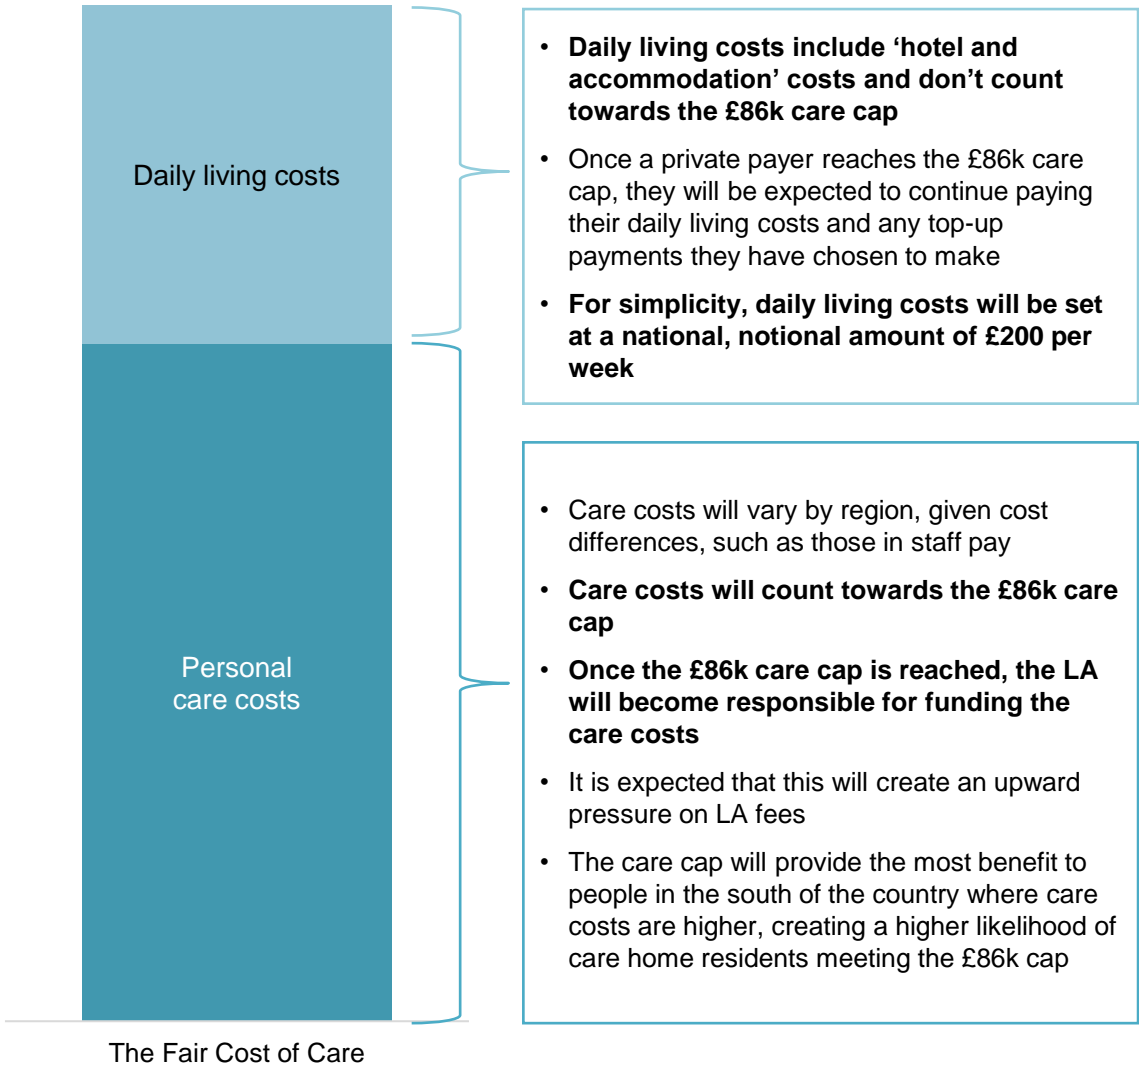 Daily living costs
• Daily living costs include ‘hotel and
accommodation’ costs and don’t count
towards the £86k care cap
• Once a private payer reaches the £86k care
cap, they will be expected to continue paying
their daily living costs and any top-up
payments they have chosen to make
• For simplicity, daily living costs will be set
at a national, notional amount of £200 per
week
Personal
care costs
• Care costs will vary by region, given cost
differences, such as those in staff pay
• Care costs will count towards the £86k care
cap
• Once the £86k care cap is reached, the LA
will become responsible for funding the
care costs
• It is expected that this will create an upward
pressure on LA fees
• The care cap will provide the most benefit to
people in the south of the country where care
costs are higher, creating a higher likelihood of
care home residents meeting the £86k cap
The Fair Cost of Care